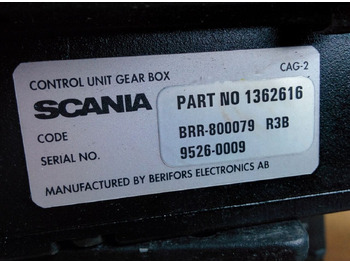 CONTROL UNIT GEAR BOX CAG-2
SCANIA PART NO 1362616
CODE BRR-800079 R3B
SERIAL NO. 9526-0009
MANUFACTURED BY BERIFORS ELECTRONICS AB